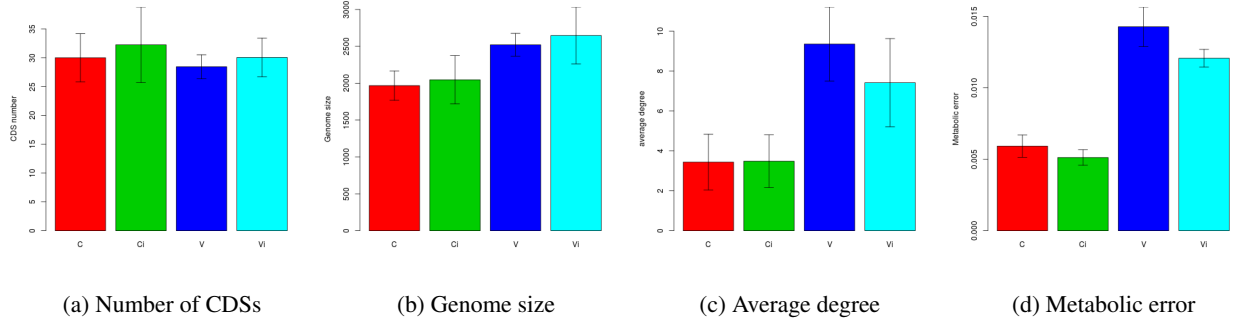 CDS number
0 5 10 15 20 25 30 35
C Ci V Vi
Genome size
0 500 1000 1500 2000 2500 3000
C Ci V Vi
average degree
0 2 4 6 8 10
C Ci V Vi
Metabolic error
0.000 0.005 0.010 0.015
C Ci V Vi
(a) Number of CDSs
(b) Genome size
(c) Average degree
(d) Metabolic error